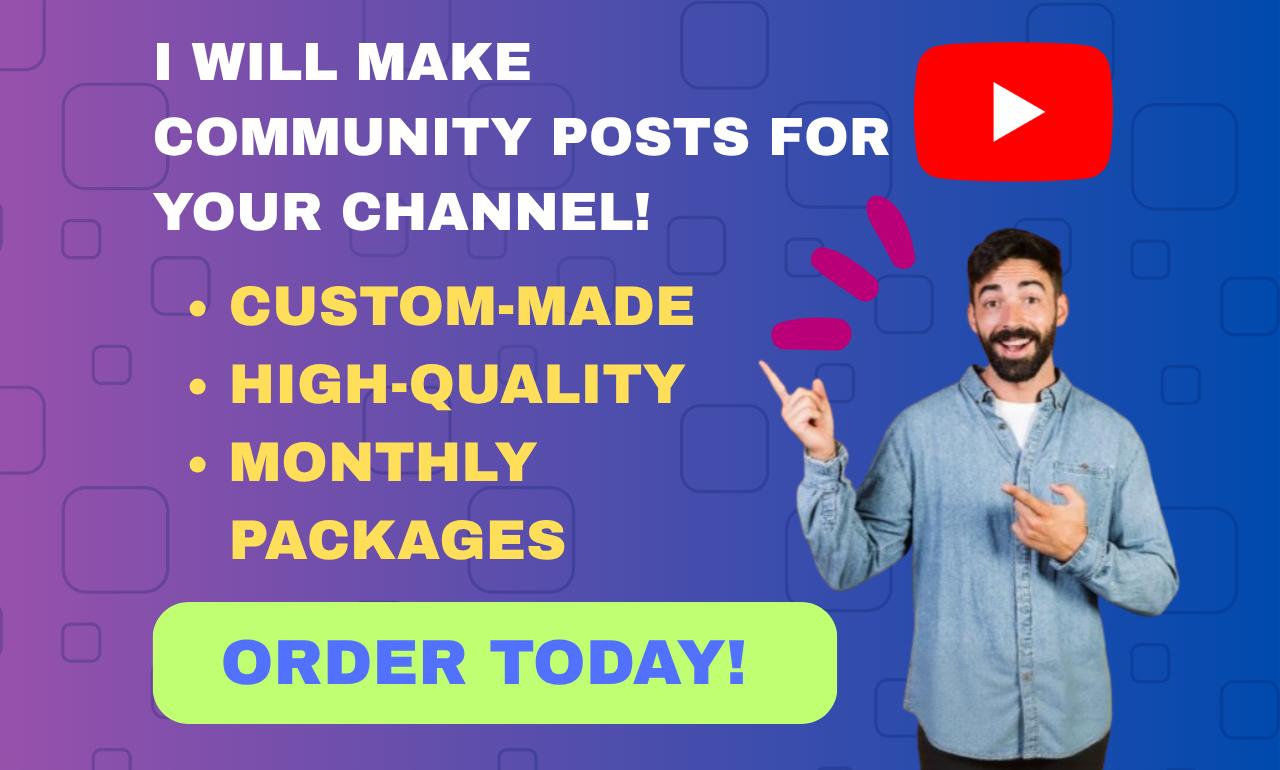 I WILL MAKE
COMMUNITY POSTS FOR
YOUR CHANNEL!
• CUSTOM-MADE
• HIGH-QUALITY
• MONTHLY
PACKAGES
ORDER TODAY!